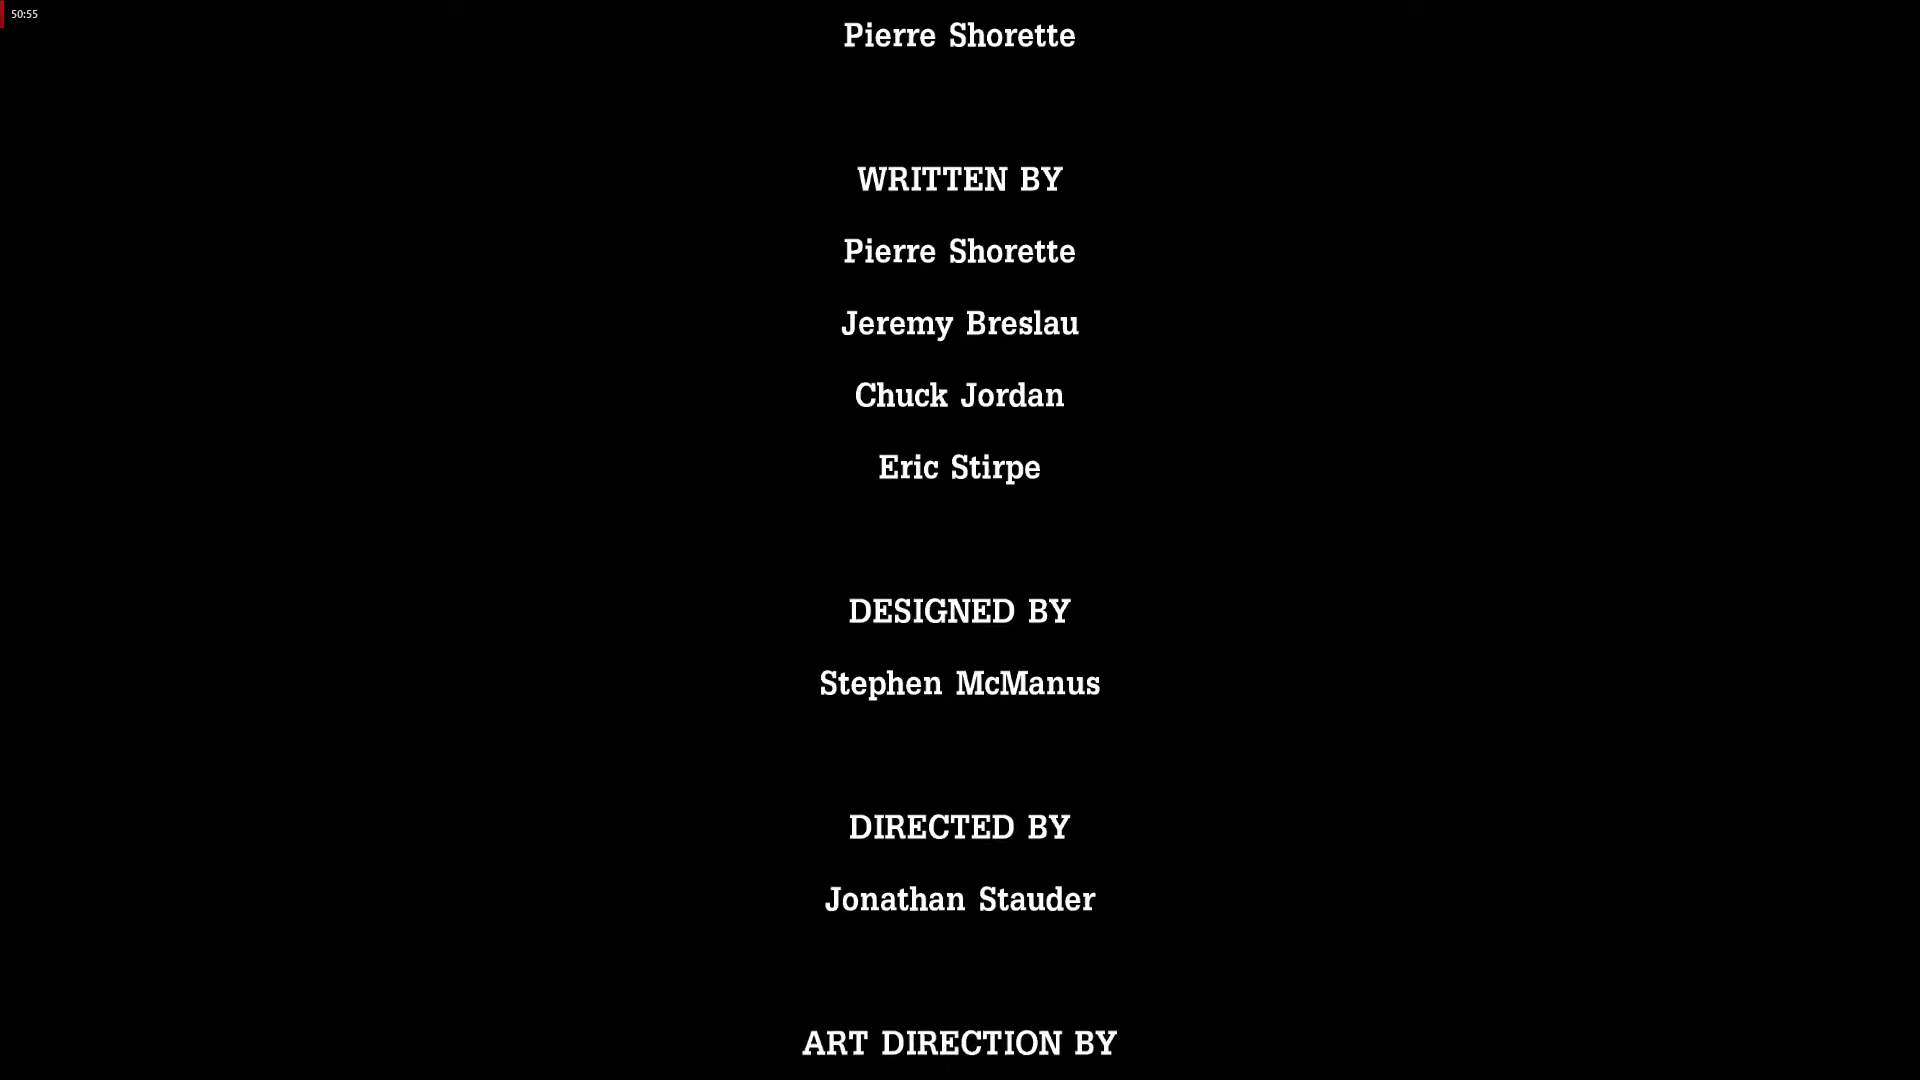 50:55
Pierre Shorette
WRITTEN BY
Pierre Shorette
Jeremy Breslau
Chuck Jordan
Eric Stirpe
DESIGNED BY
Stephen McManus
DIRECTED BY
Jonathan Stauder
ART DIRECTION BY